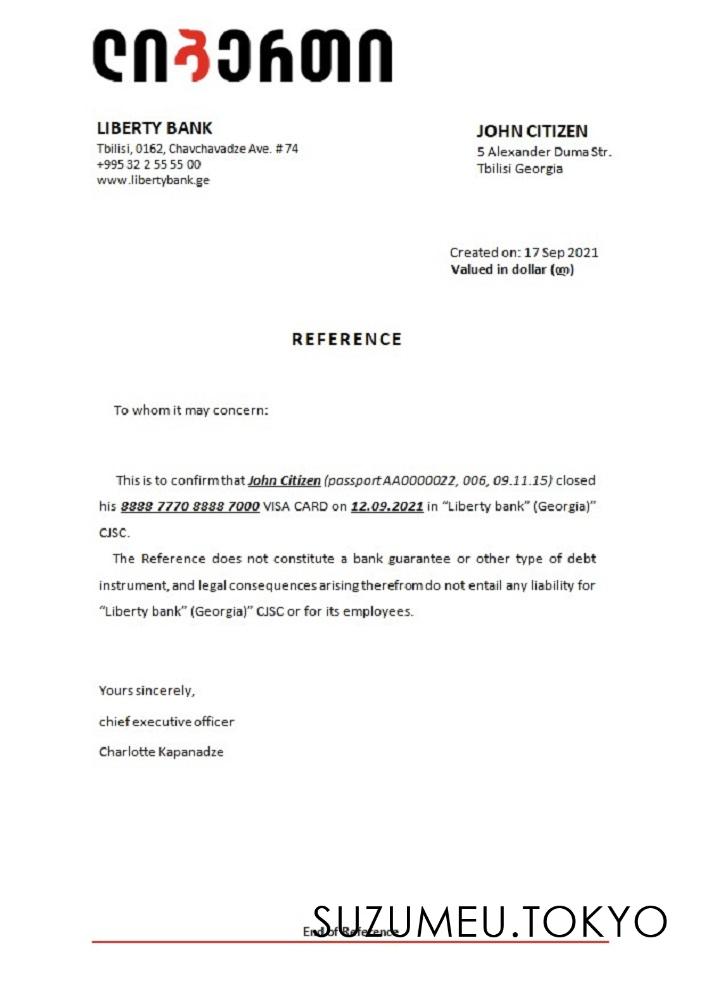 ლიბერთი
LIBERTY BANK
Tbilisi, 0162, Chavchavadze Ave. # 74
+995 32 2 55 55 00
www.libertybank.ge
JOHN CITIZEN
5 Alexander Duma Str.
Tbilisi Georgia
Created on: 17 Sep 2021
Valued in dollar (თ)
REFERENCE
To whom it may concern:
This is to confirm that John Citizen (passport AA0000022, 006, 09.11.15) closed
his 8888 7770 8888 7000 VISA CARD on 12.09.2021 in “Liberty bank” (Georgia)”
CJSC.
The Reference does not constitute a bank guarantee or other type of debt
instrument, and legal consequences arising therefrom do not entail any liability for
“Liberty bank” (Georgia)” CJSC or for its employees.
Yours sincerely,
chief executive officer
Charlotte Kapanadze
End of Reference
SUZUMEU.TOKYO